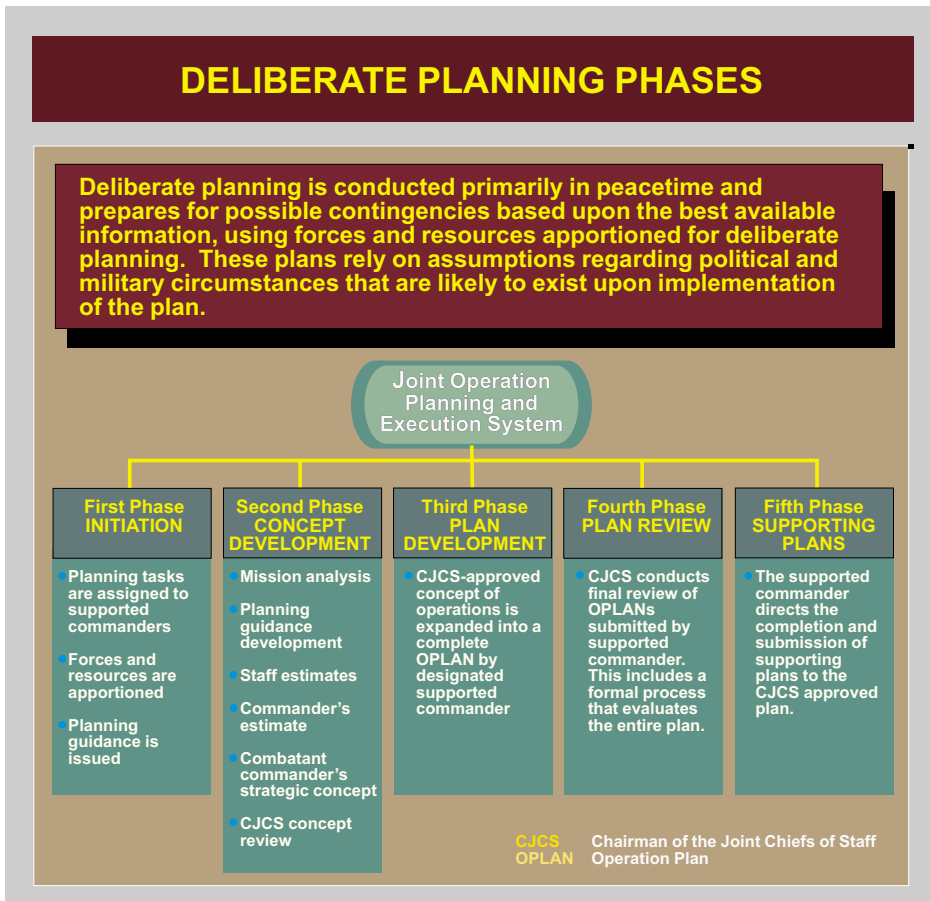 DELIBERATE PLANNING PHASES
Deliberate planning is conducted primarily in peacetime and
prepares for possible contingencies based upon the best available
information, using forces and resources apportioned for deliberate
planning. These plans rely on assumptions regarding political and
military circumstances that are likely to exist upon implementation
of the plan.
Joint Operation
Planning and
Execution System
First Phase
INITIATION
Planning tasks
are assigned to
supported
commanders
Forces and
resources are
apportioned
Planning
guidance is
issued
Second Phase
CONCEPT
DEVELOPMENT
Mission analysis
Planning
guidance
development
Staff estimates
Commander's
estimate
Combatant
commander's
strategic concept
CJCS concept
review
Third Phase
PLAN
DEVELOPMENT
CJCS-approved
concept of
operations is
expanded into a
complete
OPLAN by
designated
supported
commander
Fourth Phase
PLAN REVIEW
CJCS conducts
final review of
OPLANs
submitted by
supported
commander.
This includes a
formal process
that evaluates
the entire plan.
Fifth Phase
SUPPORTING
PLANS
The supported
commander
directs the
completion and
submission of
supporting
plans to the
CJCS approved
plan.
CJCS Chairman of the Joint Chiefs of Staff
OPLAN Operation Plan